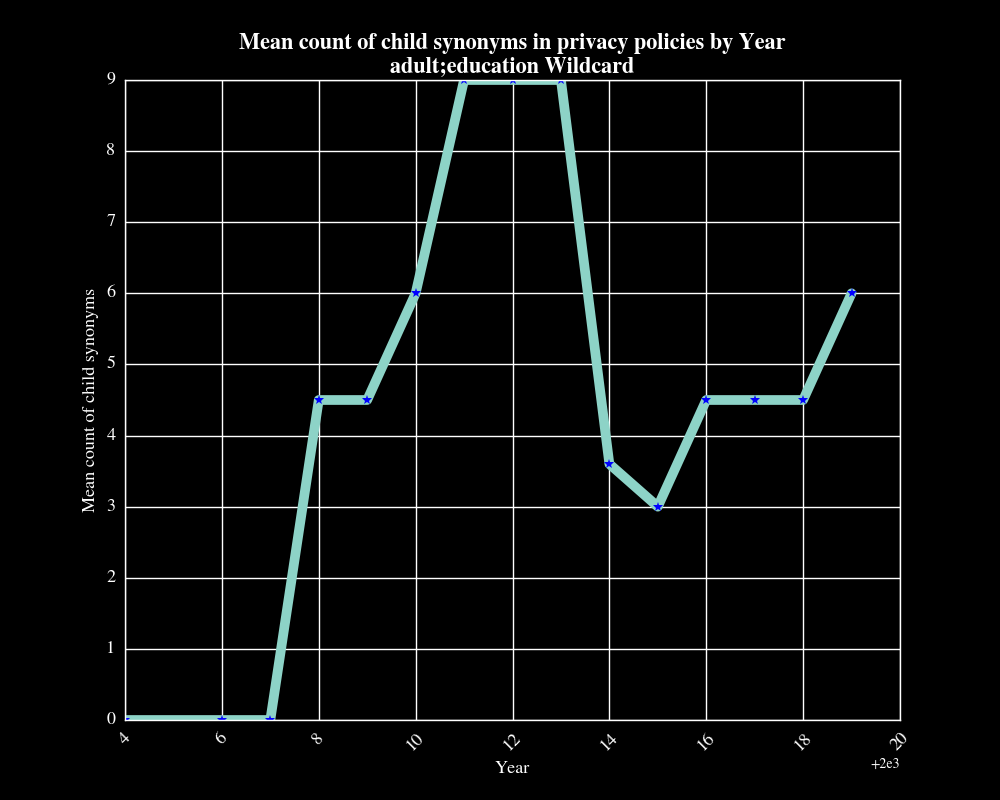 Mean count of child synonyms in privacy policies by Year
adult;education Wildcard
9
8
7
6
5
4
3
2
1
0
Mean count of child synonyms
4 6 8 10 12 14 16 18 20
Year
+2e3